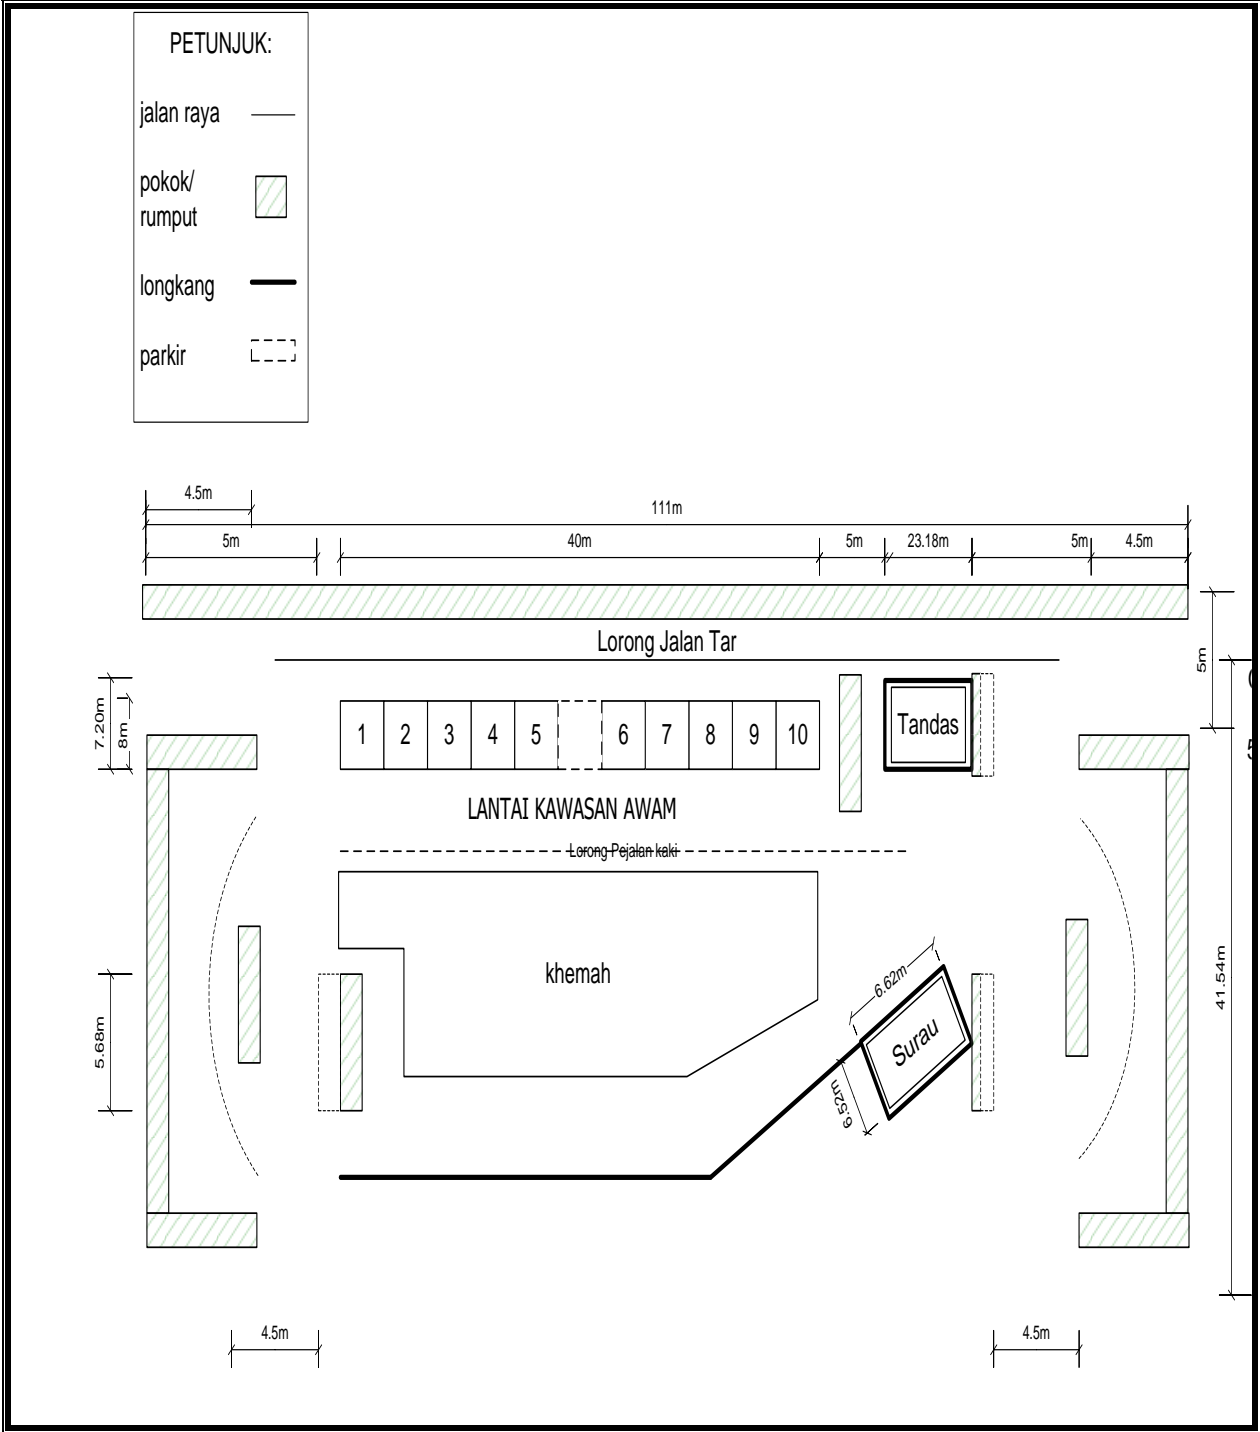 PETUNJUK:
jalan raya
pokok/
rumput
longkang
parkir
4.5m
111m
5m
40m
5m
23.18m
5m
4.5m
Lorong Jalan Tar
5m
7.20m
8m
1
2
3
4
5
6
7
8
9
10
Tandas
LANTAI KAWASAN AWAM
Lorong Pejalan kaki
khemah
6.62m
Surau
6.52m
5.68m
41.54m
4.5m
4.5m